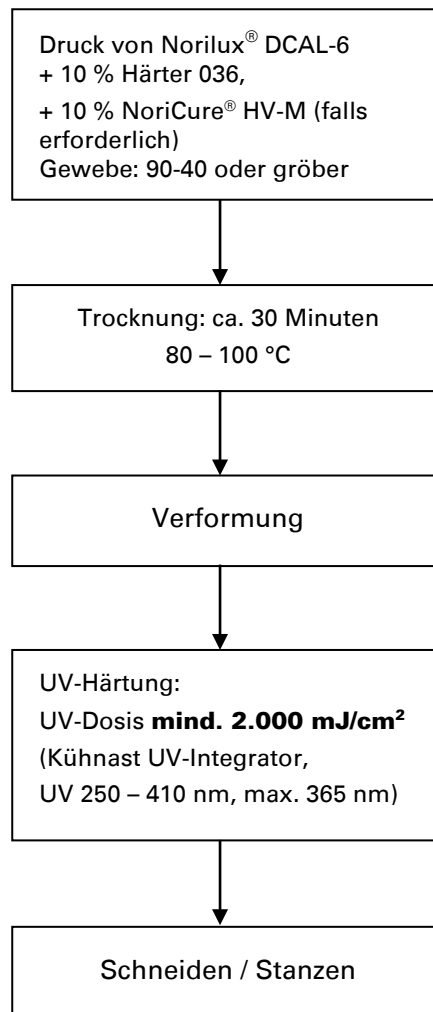 Druck von Norilux® DCAL-6
+ 10 % Härter 036,
+ 10 % NoriCure® HV-M (falls
erforderlich)
Gewebe: 90-40 oder gröber
Trocknung: ca. 30 Minuten
80 – 100 °C
Verformung
UV-Härtung:
UV-Dosis mind. 2.000 mJ/cm²
(Kühnast UV-Integrator,
UV 250 – 410 nm, max. 365 nm)
Schneiden / Stanzen